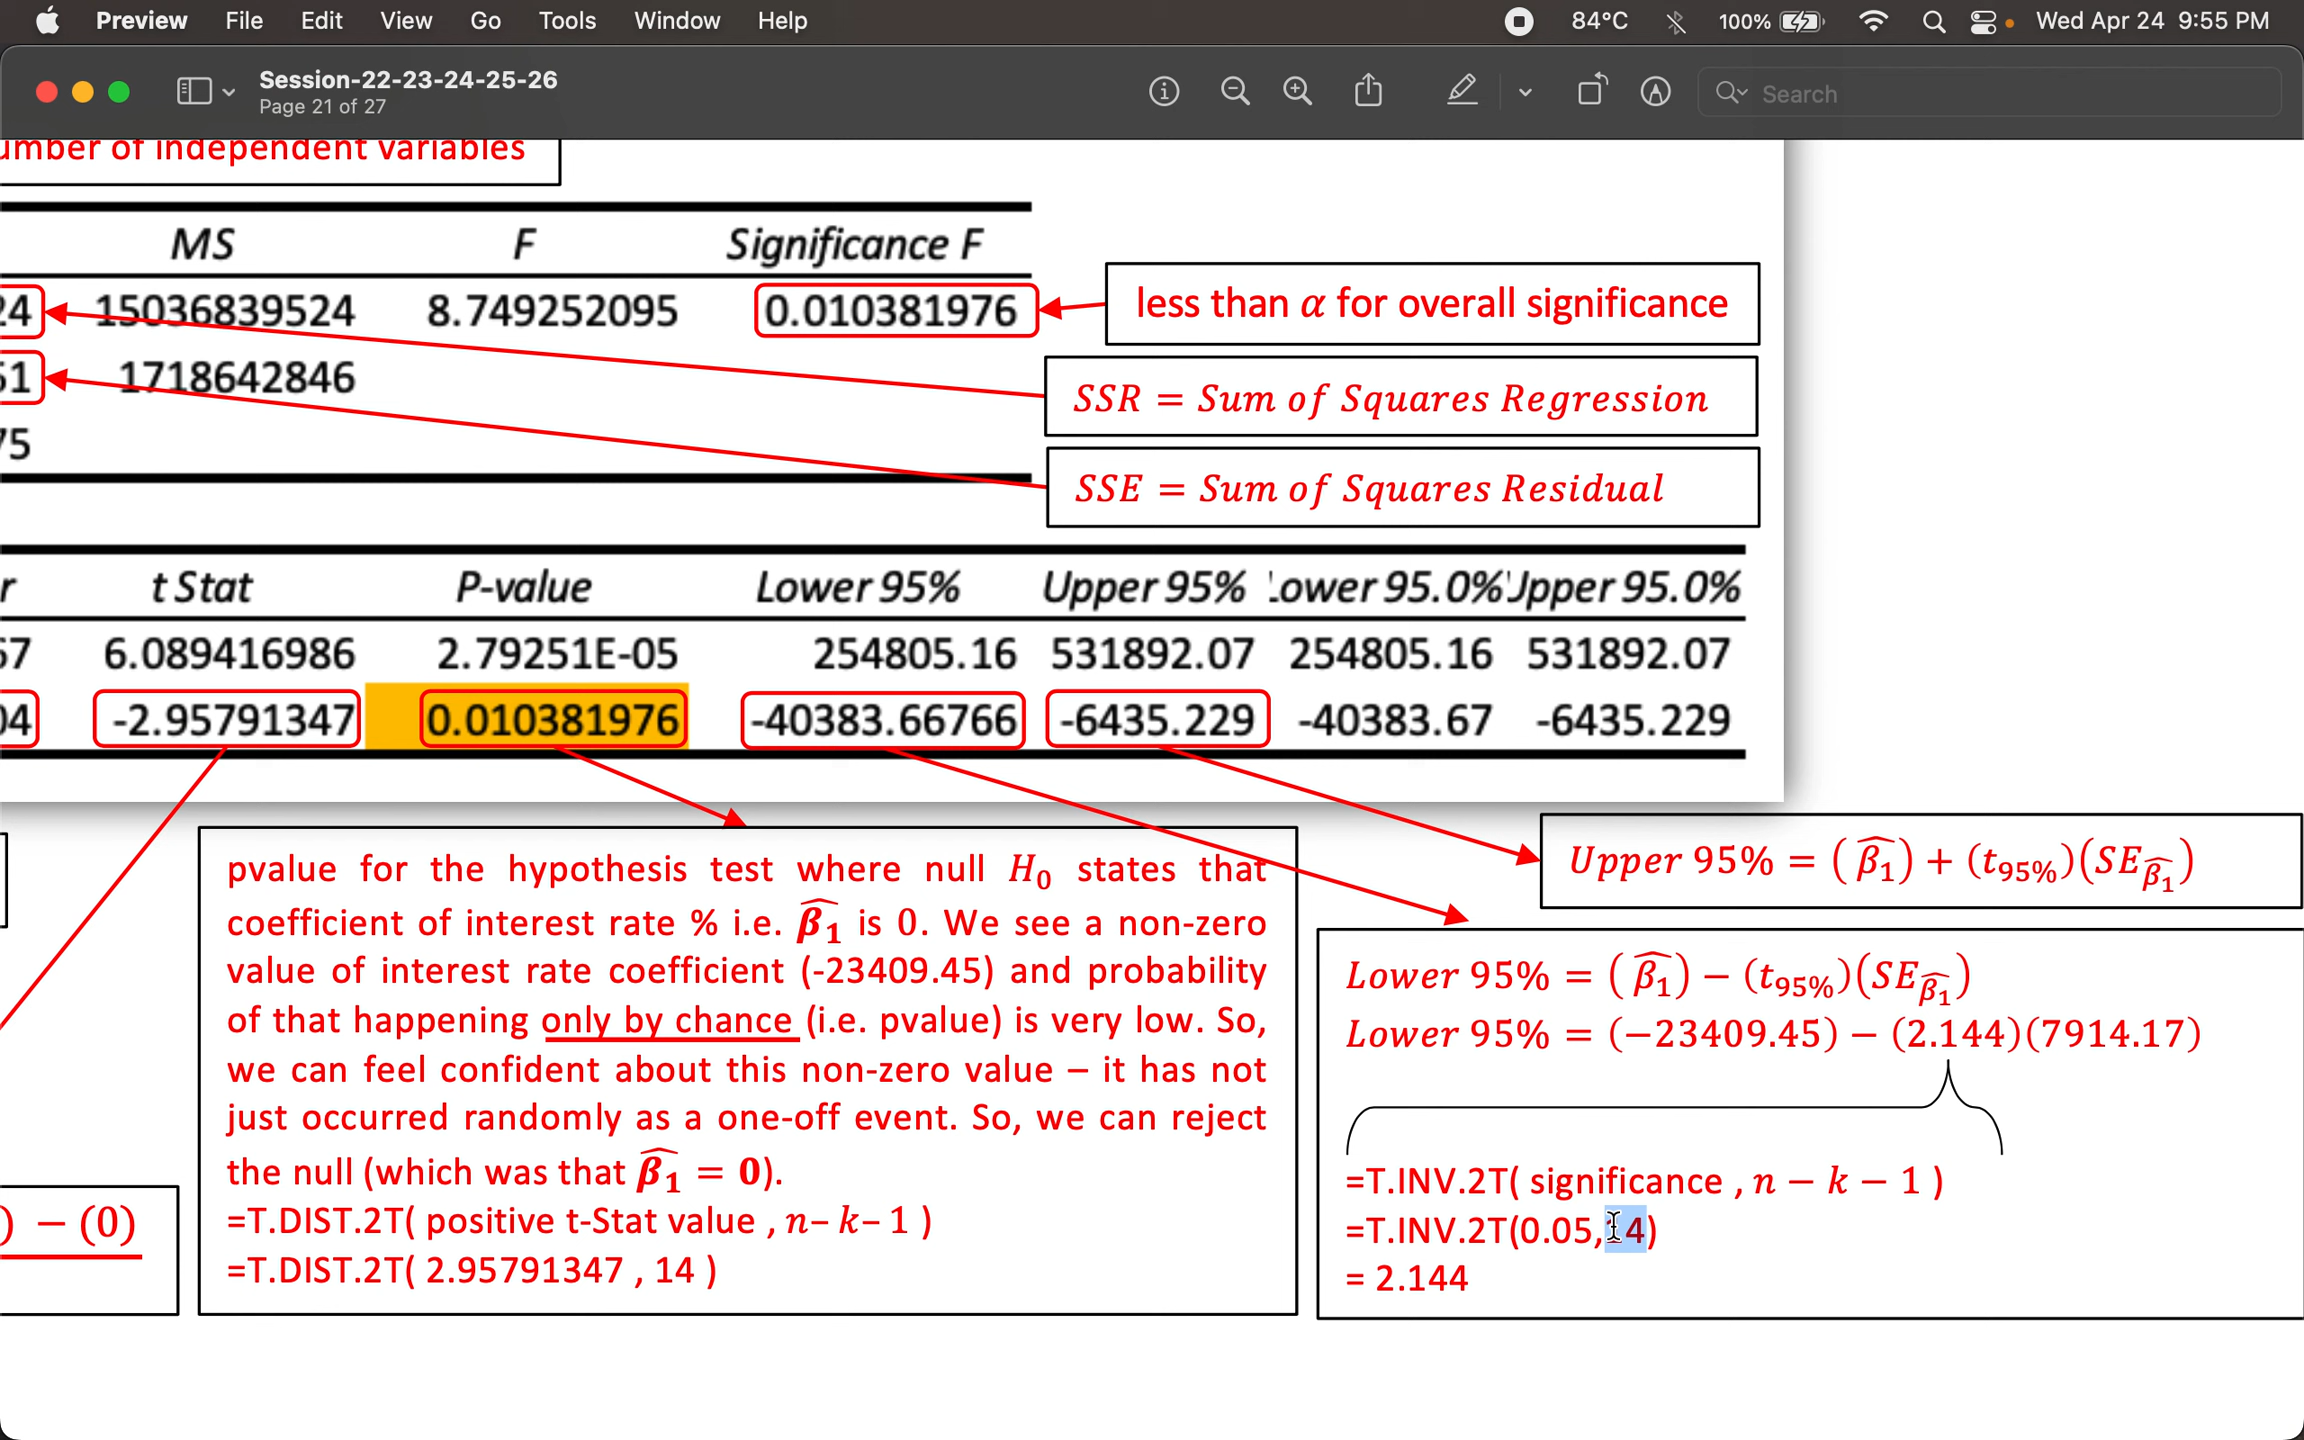 Preview File Edit View Go Tools Window Help 84°C 100% Wed Apr 24 9:55 PM
Session-22-23-24-25-26
Page 21 of 27
Search
umber of independent variables
MS F Significance F
24 15036839524 8.749252095 0.010381976
less than α for overall significance
51 1718642846
SSR = Sum of Squares Regression
75
SSE = Sum of Squares Residual
r t Stat P-value Lower 95% Upper 95% Lower 95.0% Upper 95.0%
57 6.089416986 2.79251E-05 254805.16 531892.07 254805.16 531892.07
04 -2.95791347 0.010381976 -40383.66766 -6435.229 -40383.67 -6435.229
) − (0)
pvalue for the hypothesis test where null H₀ states that
coefficient of interest rate % i.e. β̂₁ is 0. We see a non-zero
value of interest rate coefficient (-23409.45) and probability
of that happening only by chance (i.e. pvalue) is very low. So,
we can feel confident about this non-zero value – it has not
just occurred randomly as a one-off event. So, we can reject
the null (which was that β̂₁ = 0).
=T.DIST.2T( positive t-Stat value , n− k− 1 )
=T.DIST.2T( 2.95791347 , 14 )
Upper 95% = (β̂₁) + (t₉₅%)(SE_β̂₁)
Lower 95% = (β̂₁) − (t₉₅%)(SE_β̂₁)
Lower 95% = (−23409.45) − (2.144)(7914.17)
=T.INV.2T( significance , n − k − 1 )
=T.INV.2T(0.05,14)
= 2.144